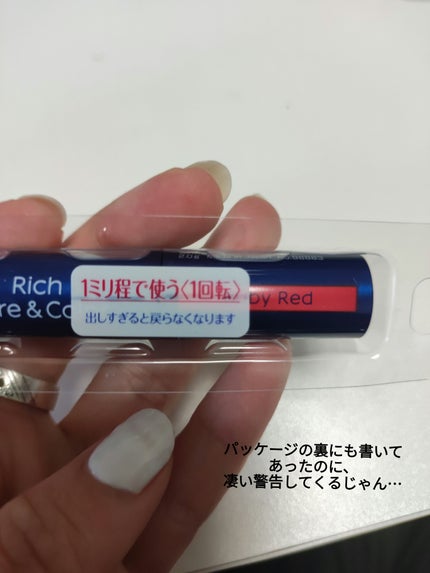 Rich
re & Co
1ミリ程で使う〈1回転〉
出しすぎると戻らなくなります
by Red
パッケージの裏にも書いて
あったのに、
凄い警告してくるじゃん…